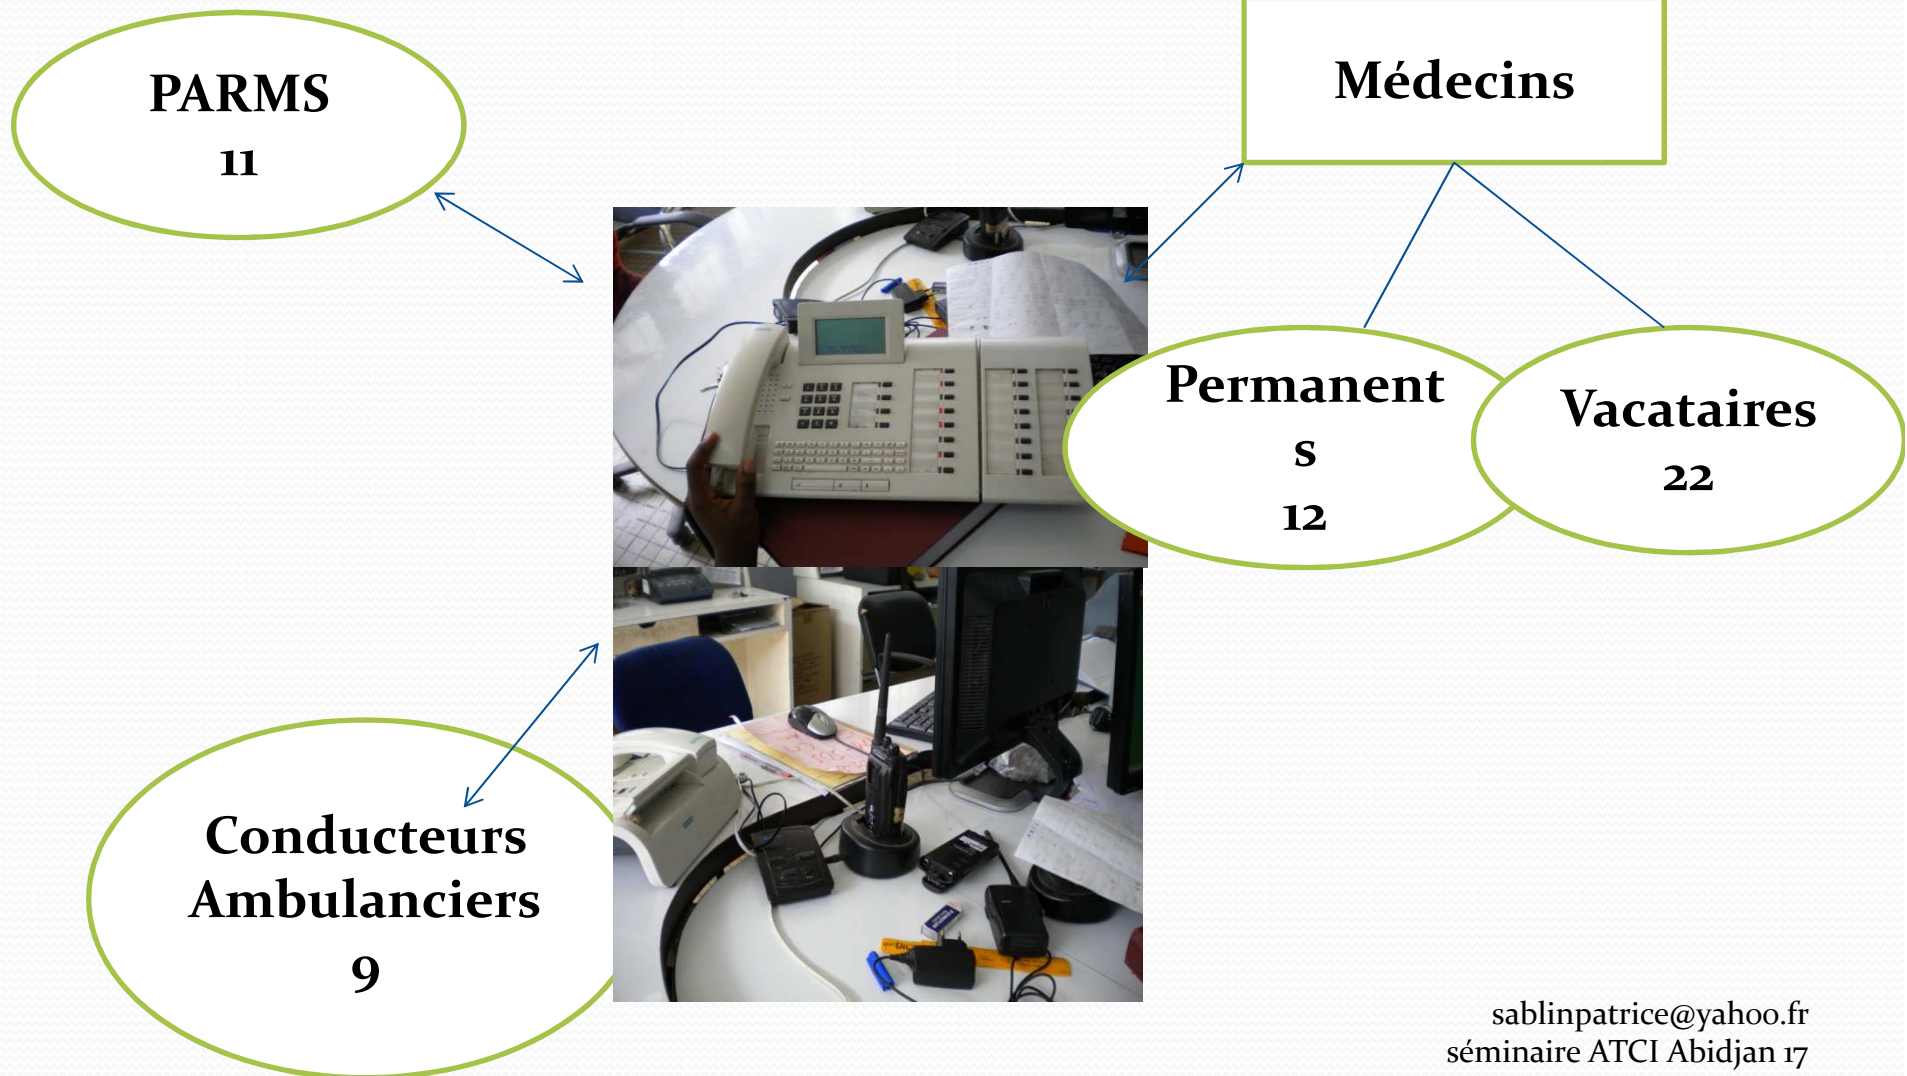 PARMS
11
Médecins
Permanent
s
12
Vacataires
22
Conducteurs
Ambulanciers
9
sablinpatrice@yahoo.fr
séminaire ATCI Abidjan 17